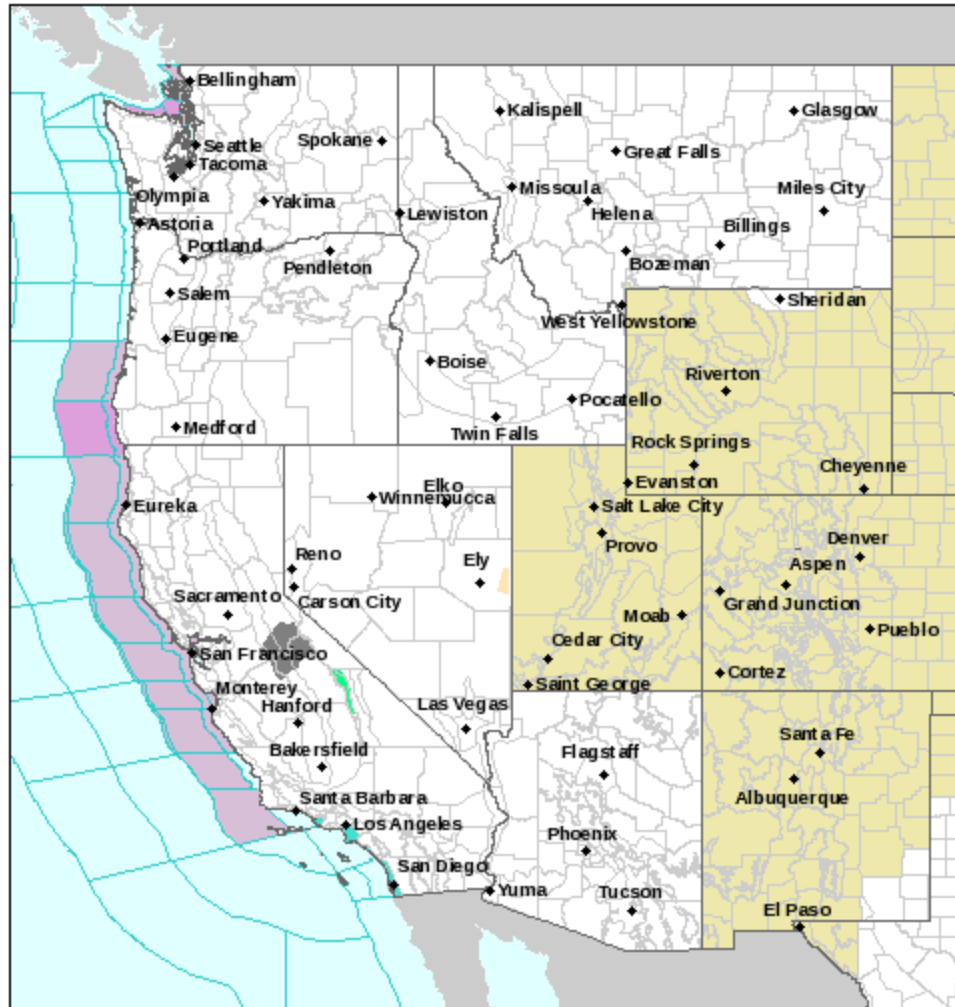 Bellingham
Kalispell
Glasgow
Seattle
Spokane
Great Falls
Tacoma
Olympia
Missoula
Miles City
Yakima
Lewiston
Helena
Astoria
Billings
Portland
Pendleton
Bozeman
Salem
Sheridan
West Yellowstone
Eugene
Boise
Riverton
Pocatello
Medford
Twin Falls
Rock Springs
Cheyenne
Evanston
Elko
Winnemucca
Eureka
Salt Lake City
Provo
Denver
Reno
Ely
Aspen
Sacramento
Carson City
Grand Junction
Moab
Pueblo
Cedar City
San Francisco
Cortez
Saint George
Monterey
Hanford
Las Vegas
Santa Fe
Bakersfield
Flagstaff
Albuquerque
Santa Barbara
Los Angeles
Phoenix
San Diego
Yuma
Tucson
El Paso